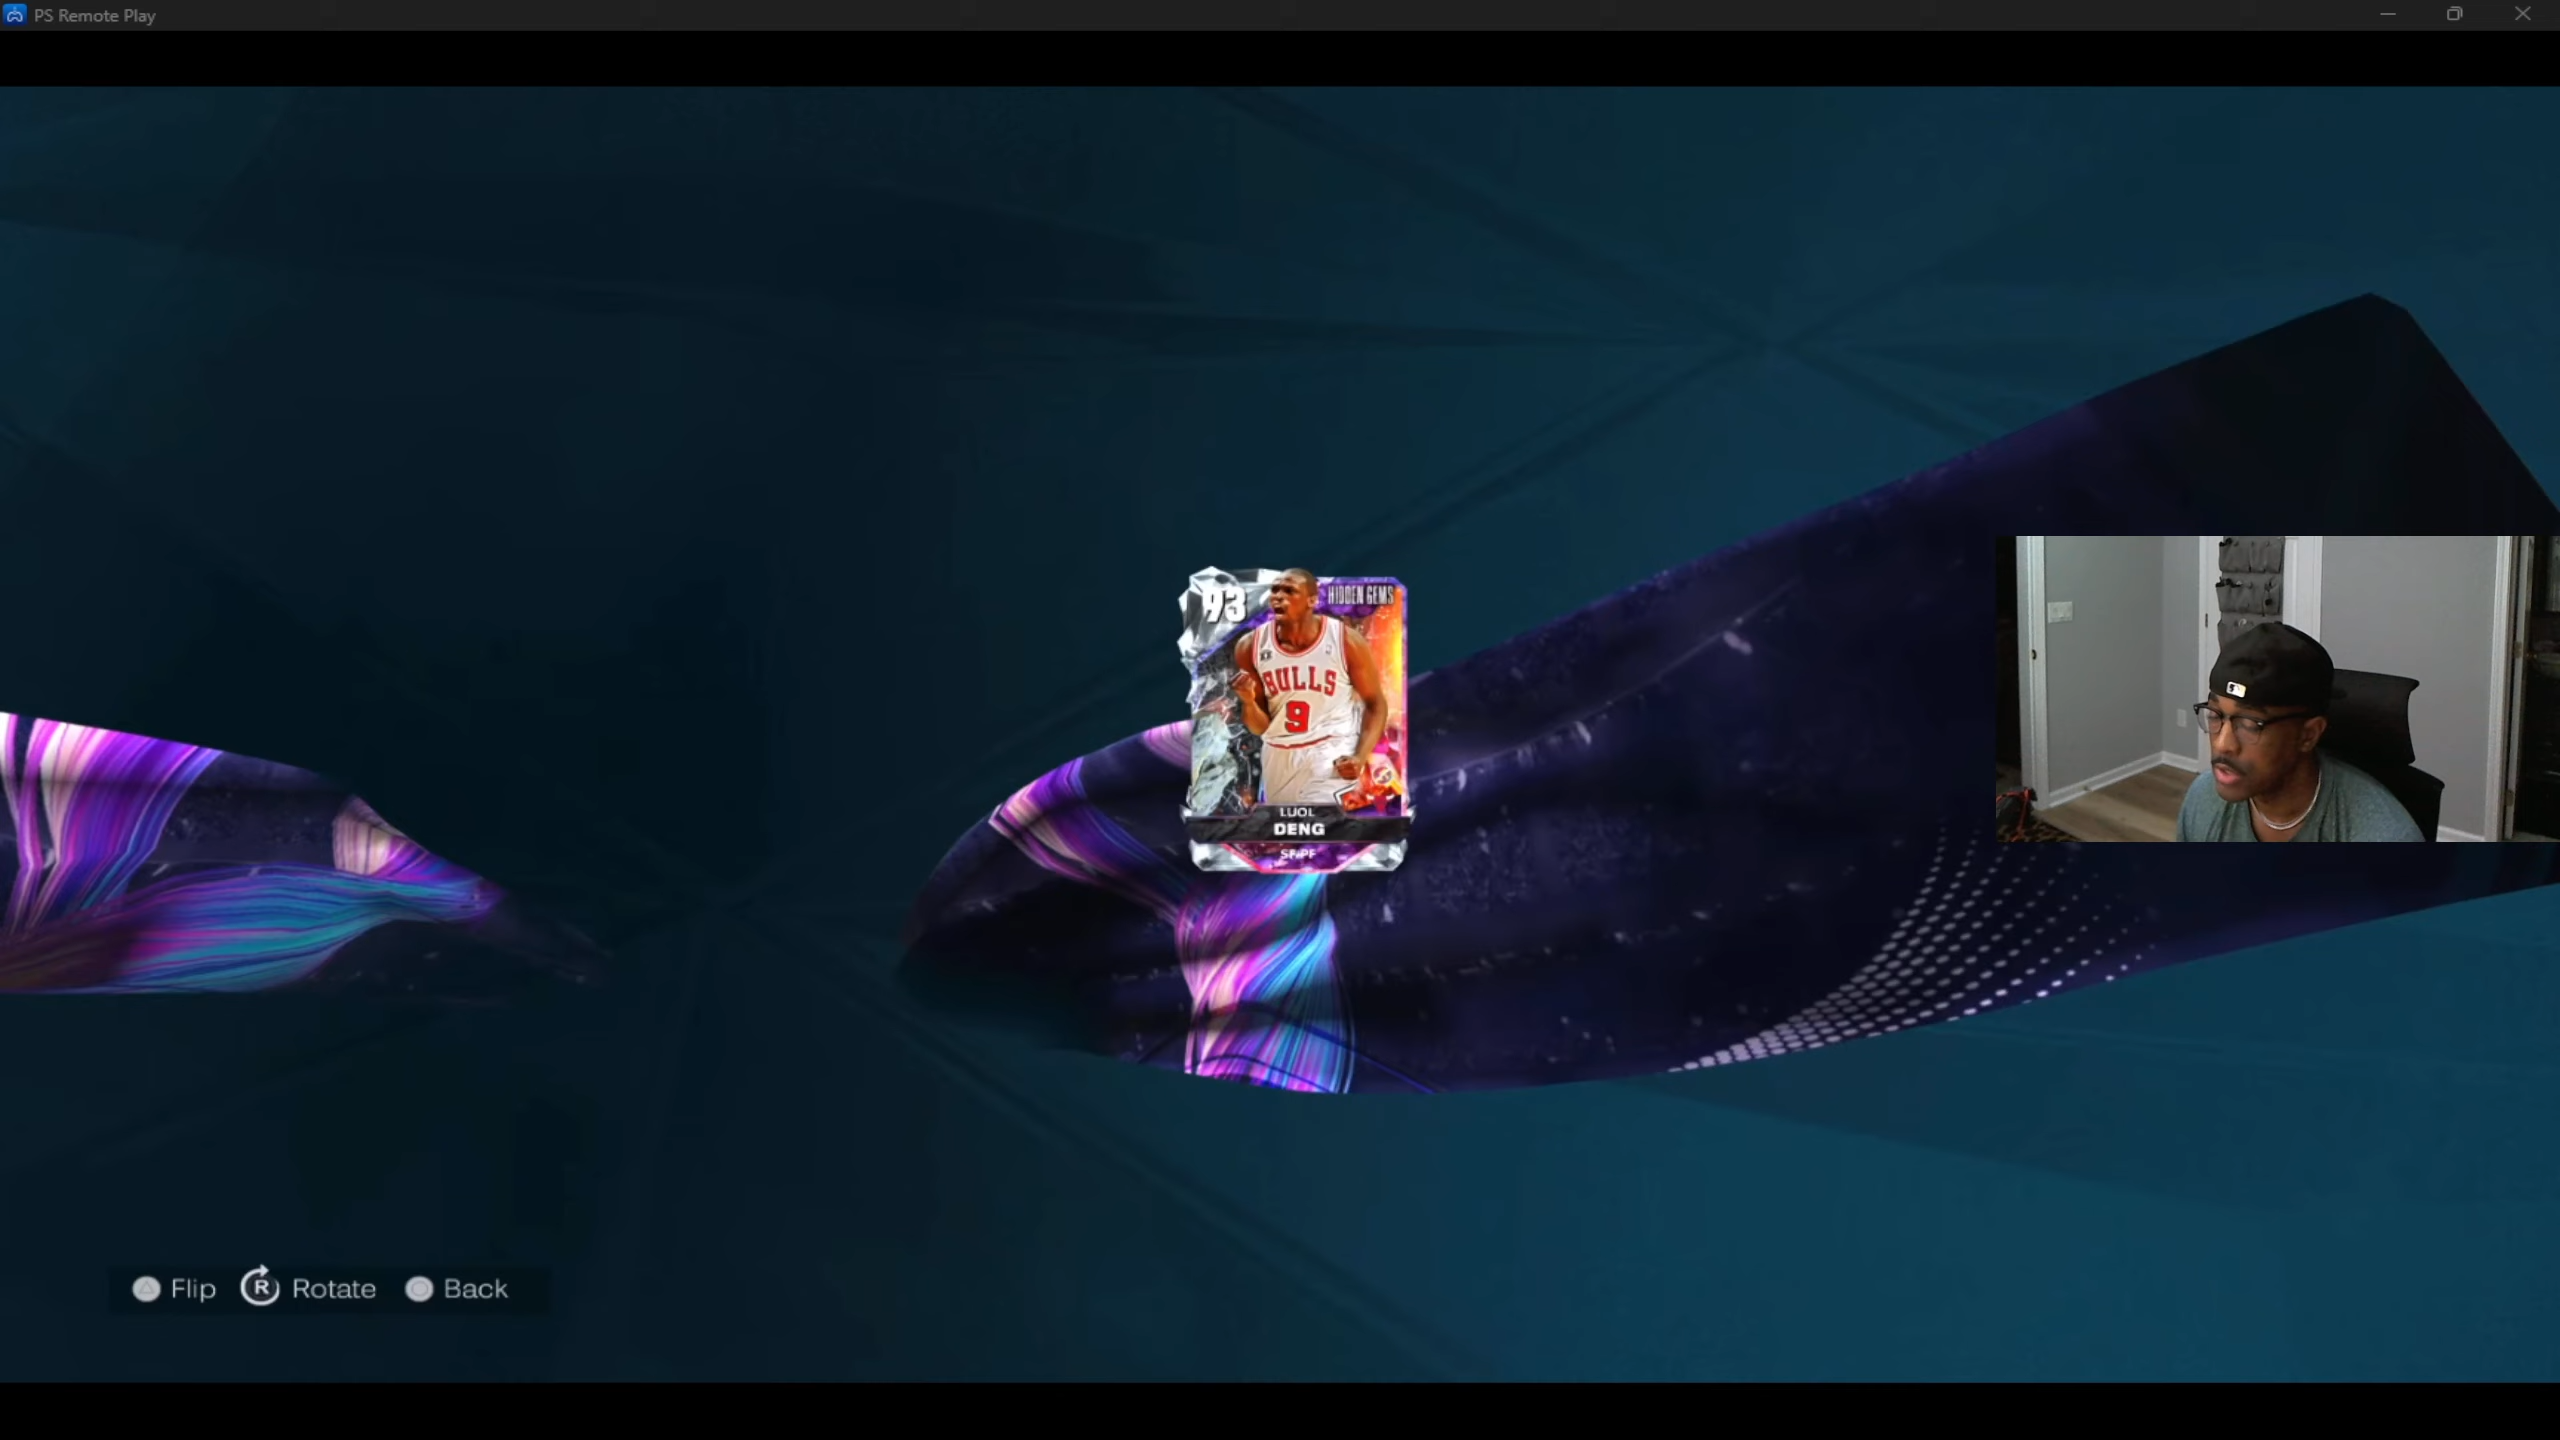 PS Remote Play
93
HIDDEN GEMS
BULLS
9
LUOL
DENG
SF/PF
Flip
R Rotate
Back